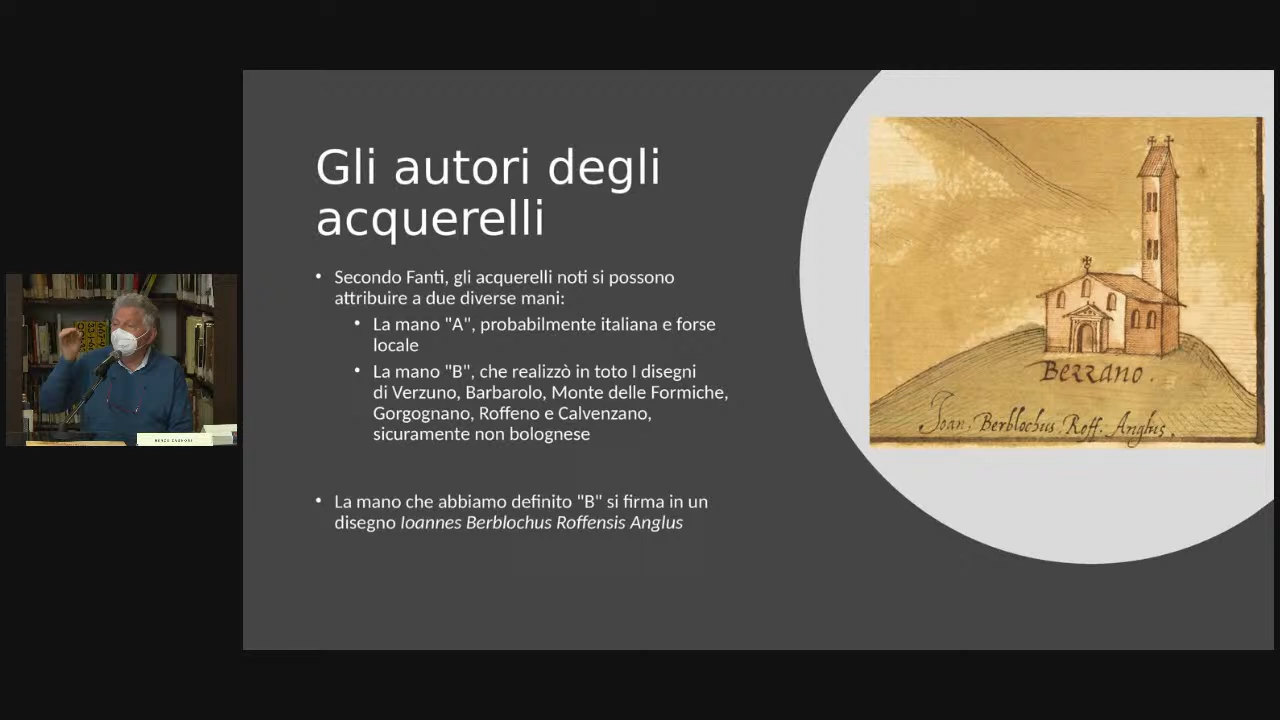 Gli autori degli
acquerelli
• Secondo Fanti, gli acquerelli noti si possono
attribuire a due diverse mani:
• La mano "A", probabilmente italiana e forse
locale
• La mano "B", che realizzò in toto I disegni
di Verzuno, Barbarolo, Monte delle Formiche,
Gorgognano, Roffeno e Calvenzano,
sicuramente non bolognese
• La mano che abbiamo definito "B" si firma in un
disegno Ioannes Berblochus Roffensis Anglus
Berzano.
Ioan. Berblochus Roff. Anglus.
RENZO ZAGNONI